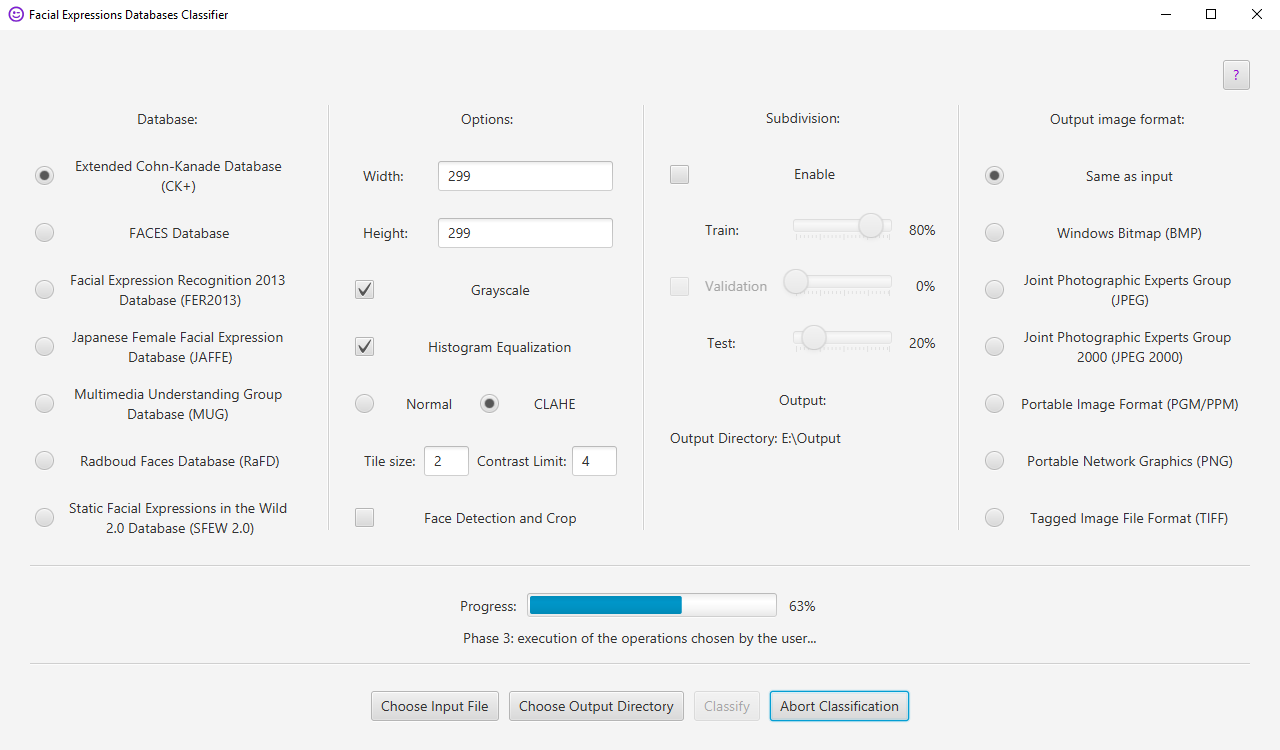 Facial Expressions Databases Classifier
?
Database:
Extended Cohn-Kanade Database
(CK+)
FACES Database
Facial Expression Recognition 2013
Database (FER2013)
Japanese Female Facial Expression
Database (JAFFE)
Multimedia Understanding Group
Database (MUG)
Radboud Faces Database (RaFD)
Static Facial Expressions in the Wild
2.0 Database (SFEW 2.0)
Options:
Width: 299
Height: 299
Grayscale
Histogram Equalization
Normal CLAHE
Tile size: 2 Contrast Limit: 4
Face Detection and Crop
Subdivision:
Enable
Train: 80%
Validation 0%
Test: 20%
Output:
Output Directory: E:\Output
Output image format:
Same as input
Windows Bitmap (BMP)
Joint Photographic Experts Group
(JPEG)
Joint Photographic Experts Group
2000 (JPEG 2000)
Portable Image Format (PGM/PPM)
Portable Network Graphics (PNG)
Tagged Image File Format (TIFF)
Progress: 63%
Phase 3: execution of the operations chosen by the user...
Choose Input File Choose Output Directory Classify Abort Classification